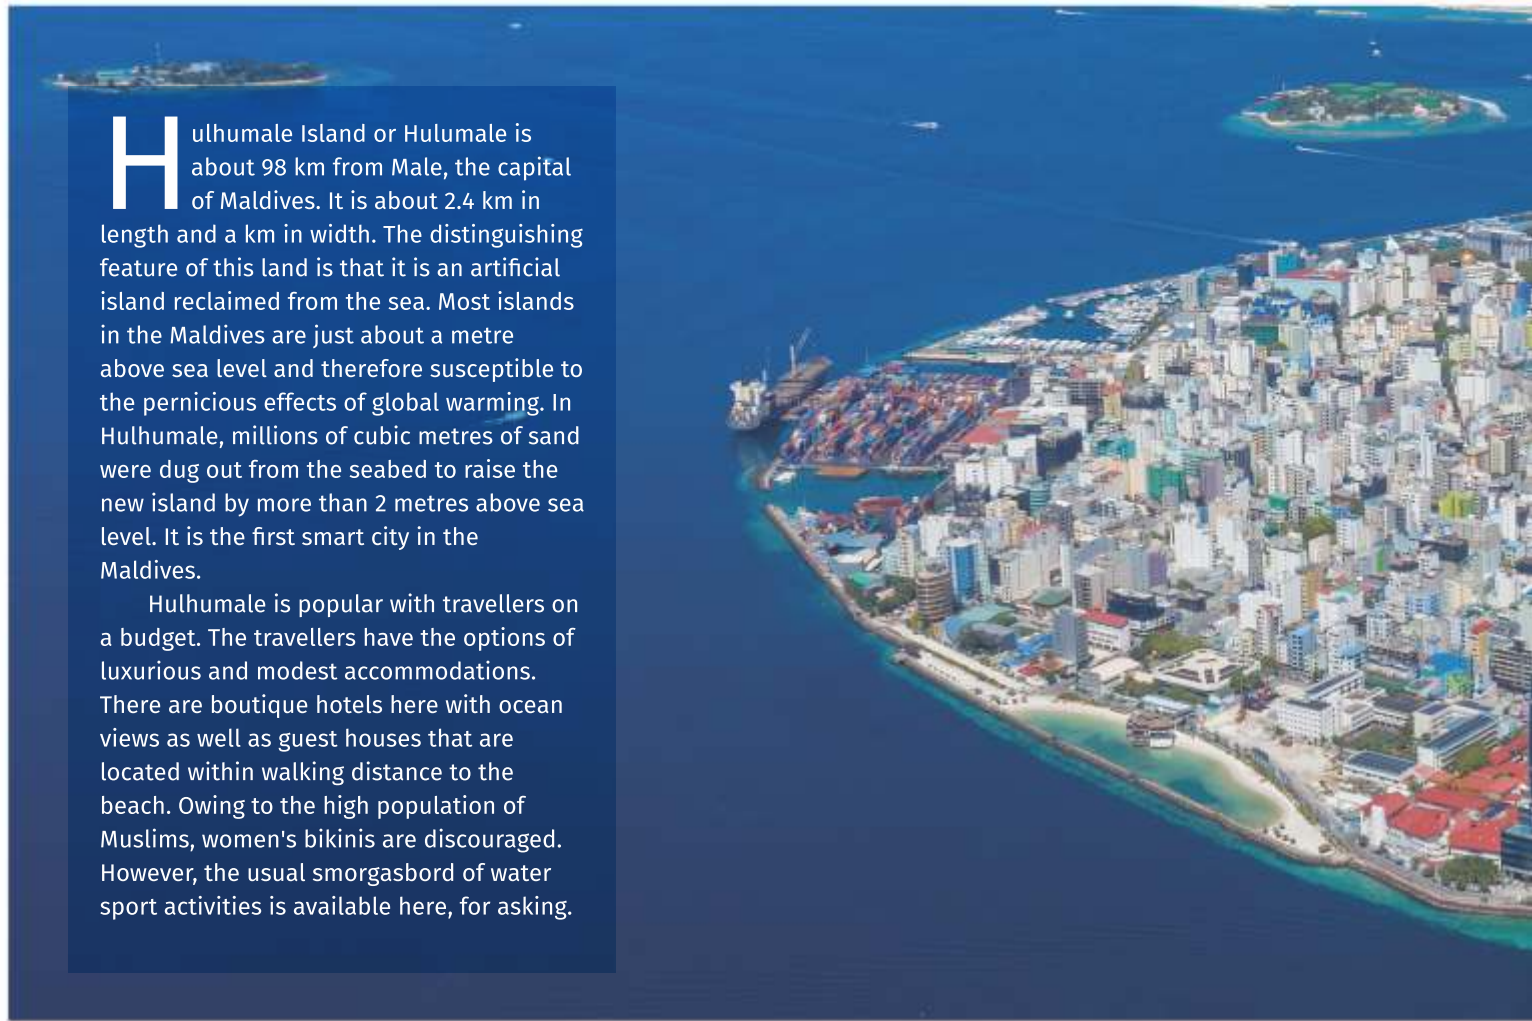 Hulhumale Island or Hulumale is
about 98 km from Male, the capital
of Maldives. It is about 2.4 km in
length and a km in width. The distinguishing
feature of this land is that it is an artificial
island reclaimed from the sea. Most islands
in the Maldives are just about a metre
above sea level and therefore susceptible to
the pernicious effects of global warming. In
Hulhumale, millions of cubic metres of sand
were dug out from the seabed to raise the
new island by more than 2 metres above sea
level. It is the first smart city in the
Maldives.
Hulhumale is popular with travellers on
a budget. The travellers have the options of
luxurious and modest accommodations.
There are boutique hotels here with ocean
views as well as guest houses that are
located within walking distance to the
beach. Owing to the high population of
Muslims, women's bikinis are discouraged.
However, the usual smorgasbord of water
sport activities is available here, for asking.